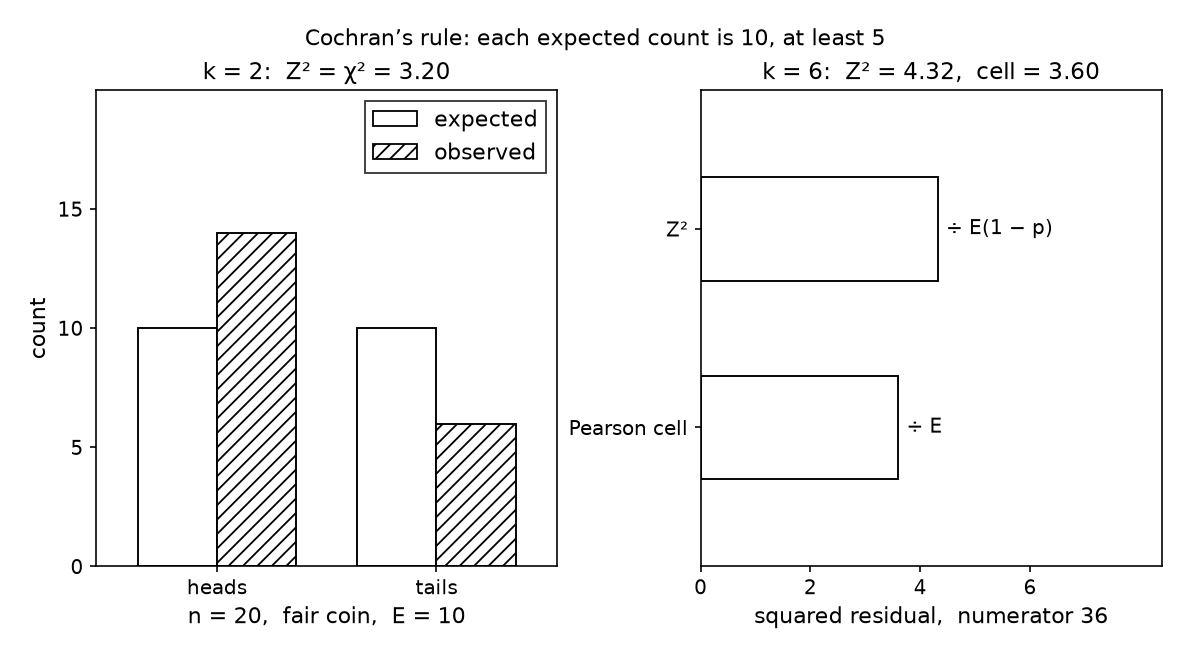 Cochran’s rule: each expected count is 10, at least 5
k = 2:  Z² = χ² = 3.20
expected
observed
count
15
10
5
0
heads
tails
n = 20,  fair coin,  E = 10
k = 6:  Z² = 4.32,  cell = 3.60
Z²
÷ E(1 − p)
Pearson cell
÷ E
0
2
4
6
squared residual,  numerator 36